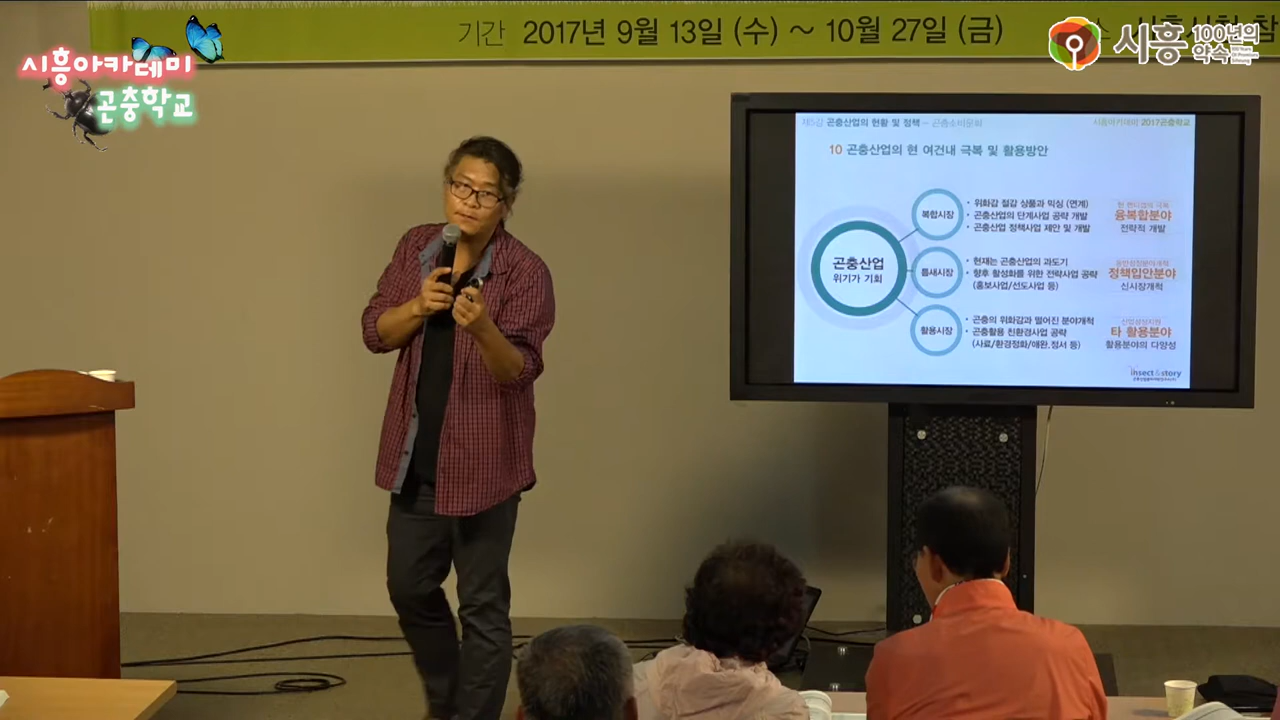 기간 2017년 9월 13일 (수) ~ 10월 27일 (금)
시흥 100년의 약속
시흥아카데미
곤충학교
제5강 곤충산업의 현황 및 정책 - 곤충소비문화
시흥아카데미 2017곤충학교
10 곤충산업의 현 여건내 극복 및 활용방안
곤충산업
위기가 기회
복합시장
• 위화감 절감 상품과 믹싱 (연계)
• 곤충산업의 단계사업 공략 개발
• 곤충산업 정책사업 제안 및 개발
융복합분야
전략적 개발
틈새시장
• 현재는 곤충산업의 과도기
• 향후 활성화를 위한 전략사업 공략
(홍보사업/선도사업 등)
정책입안분야
신시장개척
활용시장
• 곤충의 위화감과 떨어진 분야개척
• 곤충활용 친환경사업 공략
(사료/환경정화/애완.정서 등)
타 활용분야
활용분야의 다양성
insect & story